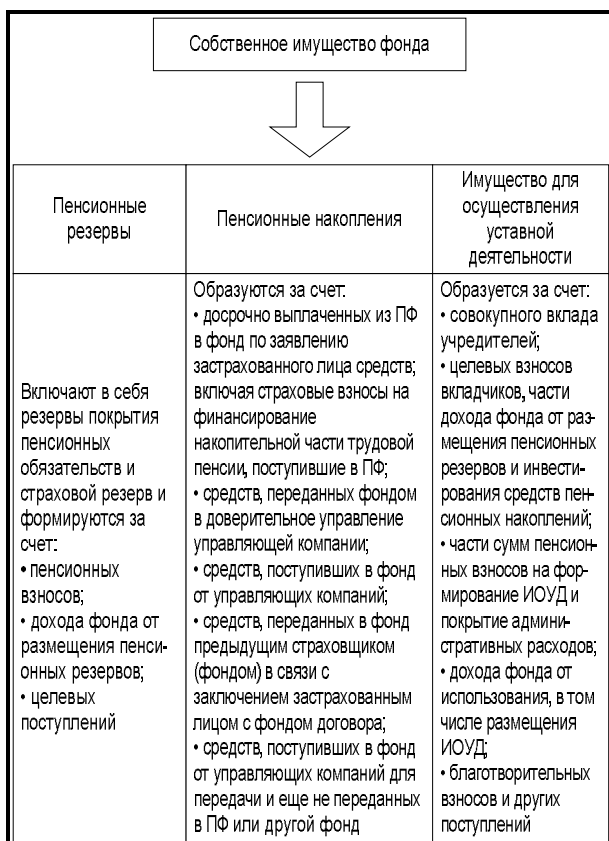 Собственное имущество фонда
Пенсионные
резервы
Пенсионные накопления
Имущество для
осуществления
уставной
деятельности
Включают в себя
резервы покрытия
пенсионных
обязательств и
страховой резерв и
формируются за
счет:
• пенсионных
взносов;
• дохода фонда от
размещения пенси-
онных резервов;
• целевых
поступлений
Образуются за счет:
• досрочно выплаченных из ПФ
в фонд по заявлению
застрахованного лица средств;
включая страховые взносы на
финансирование
накопительной части трудовой
пенсии, поступившие в ПФ;
• средств, переданных фондом
в доверительное управление
управляющей компании;
• средств, поступивших в фонд
от управляющих компаний;
• средств, переданных в фонд
предыдущим страховщиком
(фондом) в связи с
заключением застрахованным
лицом с фондом договора;
• средств, поступивших в фонд
от управляющих компаний для
передачи и еще не переданных
в ПФ или другой фонд
Образуется за счет:
• совокупного вклада
учредителей;
• целевых взносов
вкладчиков, части
дохода фонда от раз-
мещения пенсионных
резервов и инвести-
рования средств пен-
сионных накоплений;
• части сумм пенсион-
ных взносов на фор-
мирование ИОУД и
покрытие админи-
стративных расходов;
• дохода фонда от
использования, в том
числе размещения
ИОУД;
• благотворительных
взносов и других
поступлений